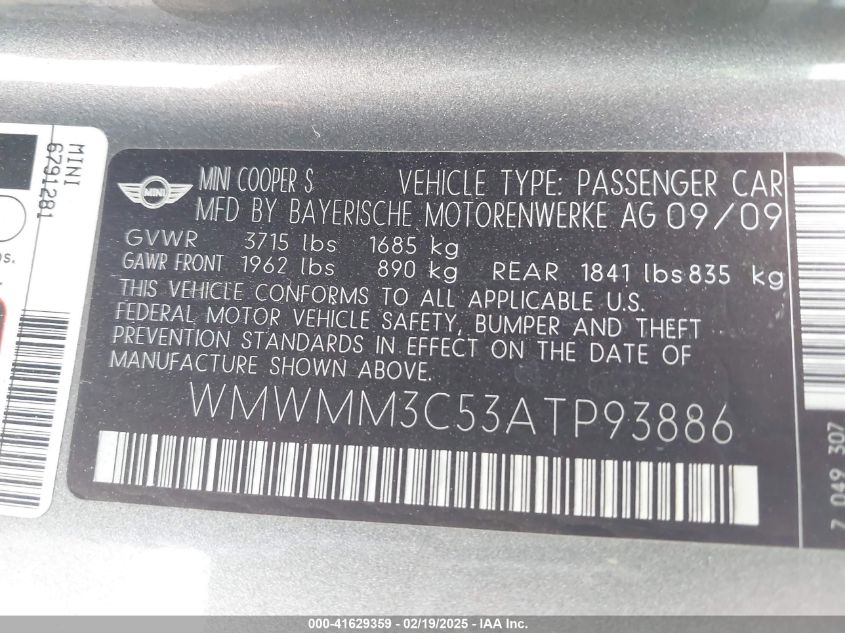 MINI
6791281
os.
MINI
MINI COOPER S VEHICLE TYPE: PASSENGER CAR
MFD BY BAYERISCHE MOTORENWERKE AG 09/09
GVWR 3715 lbs 1685 kg
GAWR FRONT 1962 lbs 890 kg REAR 1841 lbs 835 kg
THIS VEHICLE CONFORMS TO ALL APPLICABLE U.S.
FEDERAL MOTOR VEHICLE SAFETY, BUMPER AND THEFT
PREVENTION STANDARDS IN EFFECT ON THE DATE OF
MANUFACTURE SHOWN ABOVE.
WMWMM3C53ATP93886
7 049 307
000-41629359 - 02/19/2025 - IAA Inc.